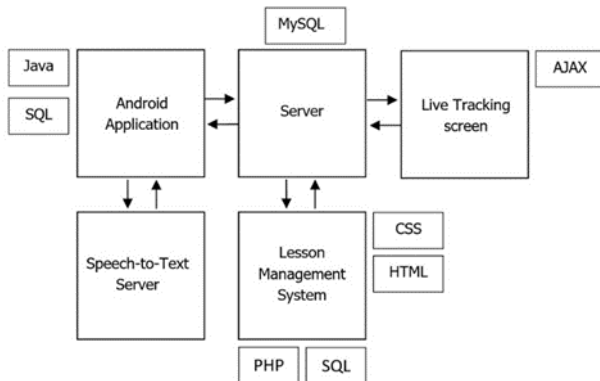 MySQL
Java
SQL
Android
Application
Server
Live Tracking
screen
AJAX
Speech-to-Text
Server
Lesson
Management
System
CSS
HTML
PHP
SQL